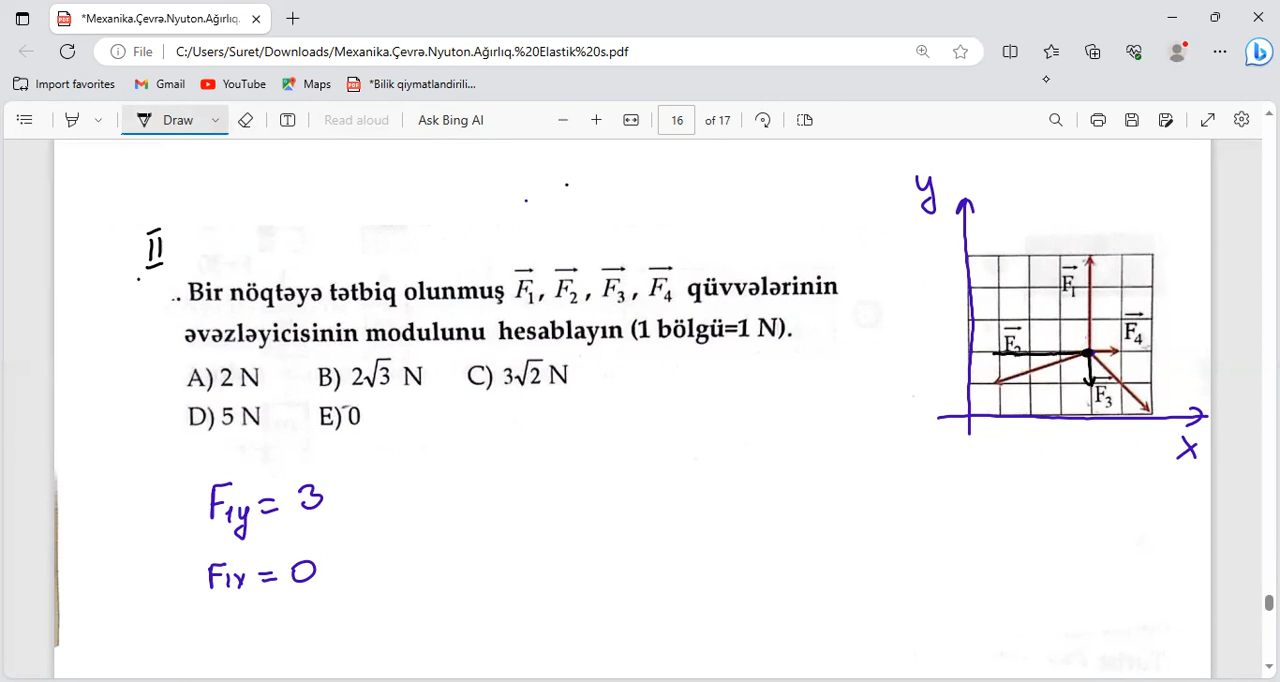 *Mexanika.Çevrə.Nyuton.Ağırlıq.
File
C:/Users/Suret/Downloads/Mexanika.Çevrə.Nyuton.Ağırlıq.%20Elastik%20s.pdf
Import favorites
Gmail
YouTube
Maps
*Bilik qiymatlandirili...
Draw
Read aloud
Ask Bing AI
16
of 17
II
.. Bir nöqtəyə tətbiq olunmuş F₁, F₂, F₃, F₄ qüvvələrinin
əvəzləyicisinin modulunu hesablayın (1 bölgü=1 N).
A) 2 N B) 2√3 N C) 3√2 N
D) 5 N E) 0
F₁y = 3
F₁x = 0
y
F₁
F₂
F₄
F₃
x